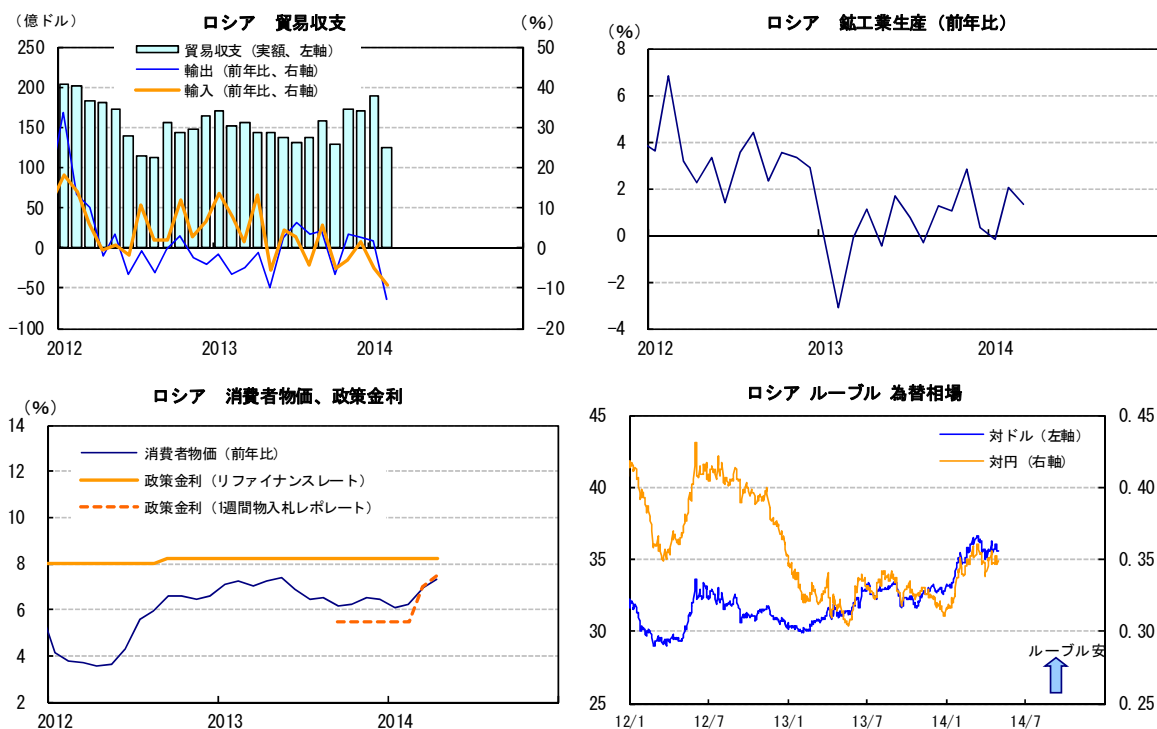 ロシア 貿易収支
（億ドル）
（%）
貿易収支（実額、左軸）
輸出（前年比、右軸）
輸入（前年比、右軸）
250
200
150
100
50
0
-50
-100
50
40
30
20
10
0
-10
-20
2012 2013 2014
ロシア 鉱工業生産（前年比）
（%）
8
6
4
2
0
-2
-4
2012 2013 2014
ロシア 消費者物価、政策金利
（%）
消費者物価（前年比）
政策金利（リファイナンスレート）
政策金利（1週間物入札レポレート）
14
12
10
8
6
4
2
2012 2013 2014
ロシア ルーブル 為替相場
対ドル（左軸）
対円（右軸）
45
40
35
30
25
0.45
0.40
0.35
0.30
0.25
ルーブル安
12/1 12/7 13/1 13/7 14/1 14/7